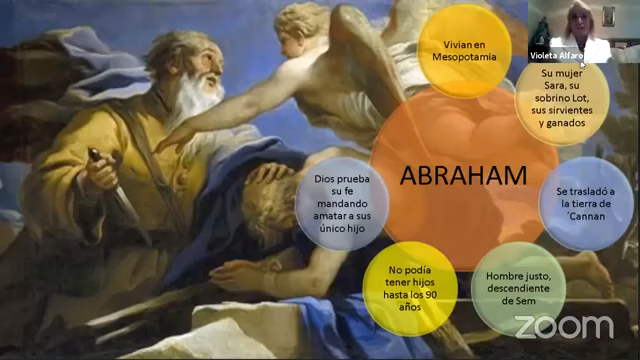 Vivian en
Mesopotamia
Violeta Alfaro
Su mujer
Sara, su
sobrino Lot,
sus sirvientes
y ganados
ABRAHAM
Dios prueba
su fe
mandando
amatar a sus
único hijo
Se trasladó a
la tierra de
´Cannan
No podía
tener hijos
hasta los 90
años
Hombre justo,
descendiente
de Sem
zoom